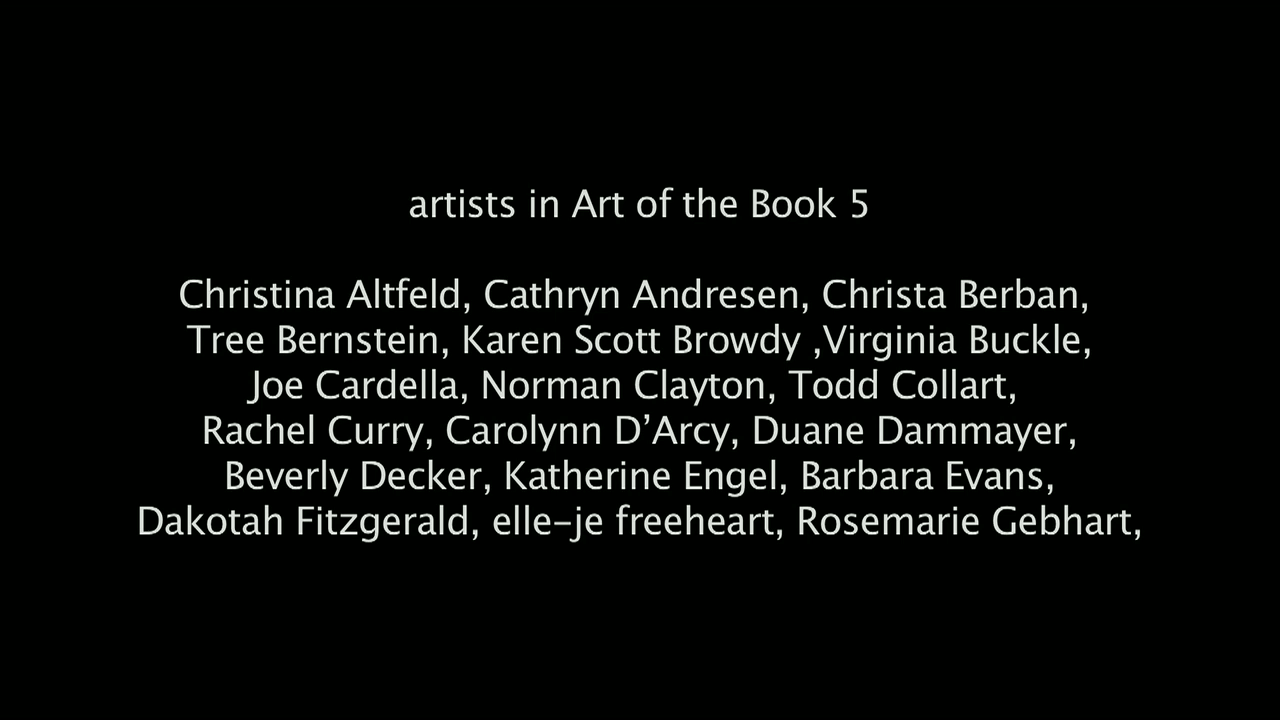 artists in Art of the Book 5
Christina Altfeld, Cathryn Andresen, Christa Berban,
Tree Bernstein, Karen Scott Browdy ,Virginia Buckle,
Joe Cardella, Norman Clayton, Todd Collart,
Rachel Curry, Carolynn D’Arcy, Duane Dammayer,
Beverly Decker, Katherine Engel, Barbara Evans,
Dakotah Fitzgerald, elle–je freeheart, Rosemarie Gebhart,